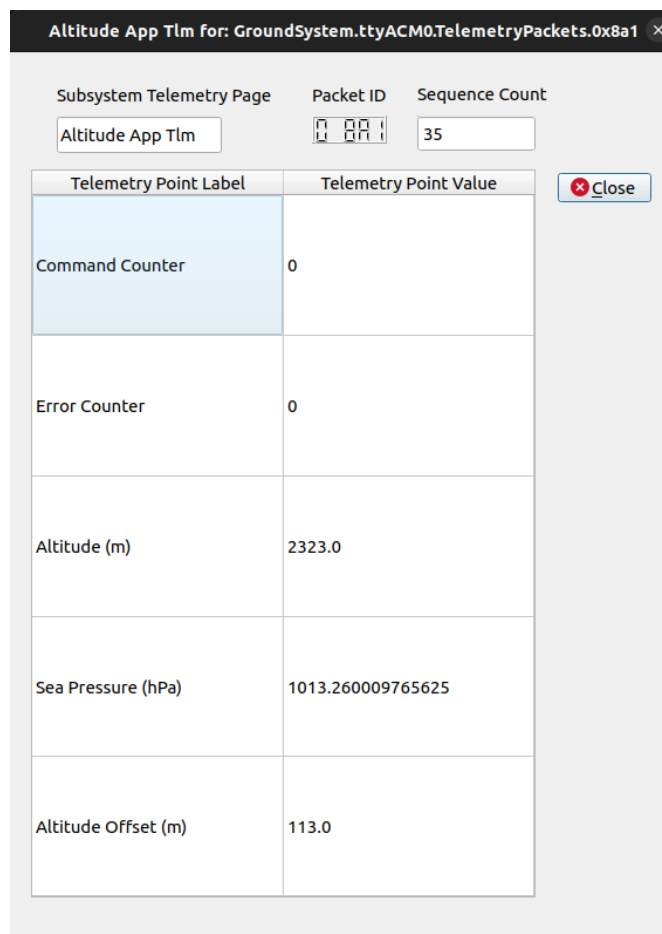 Altitude App Tlm for: GroundSystem.ttyACM0.TelemetryPackets.0x8a1
Subsystem Telemetry Page Packet ID Sequence Count
Altitude App Tlm 0 8A1 35
Telemetry Point Label Telemetry Point Value
Close
Command Counter 0
Error Counter 0
Altitude (m) 2323.0
Sea Pressure (hPa) 1013.260009765625
Altitude Offset (m) 113.0